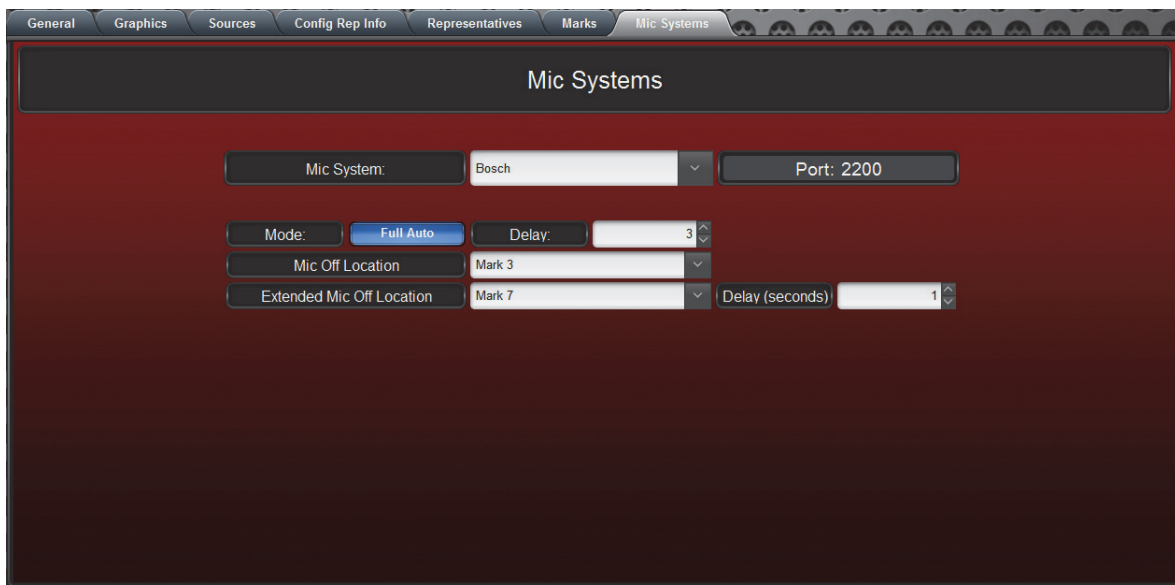 General Graphics Sources Config Rep Info Representatives Marks Mic Systems
Mic Systems
Mic System: Bosch Port: 2200
Mode: Full Auto Delay: 3
Mic Off Location Mark 3
Extended Mic Off Location Mark 7 Delay (seconds) 1